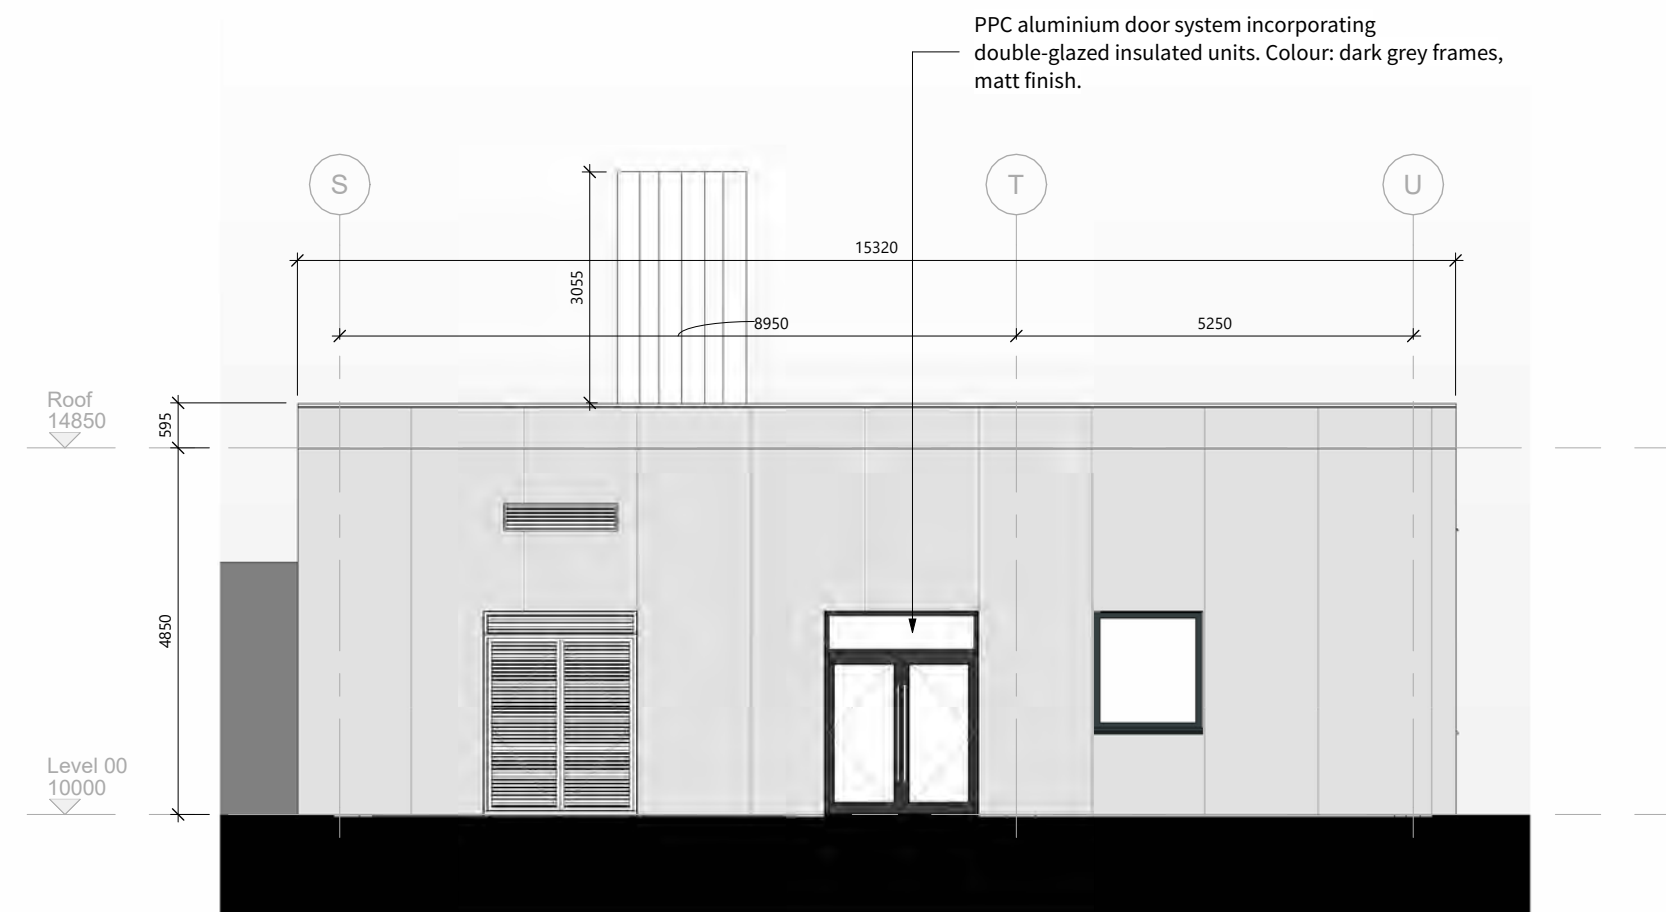 PPC aluminium door system incorporating
double-glazed insulated units. Colour: dark grey frames,
matt finish.
S
T
U
15320
3055
8950
5250
Roof
14850
595
4850
Level 00
10000